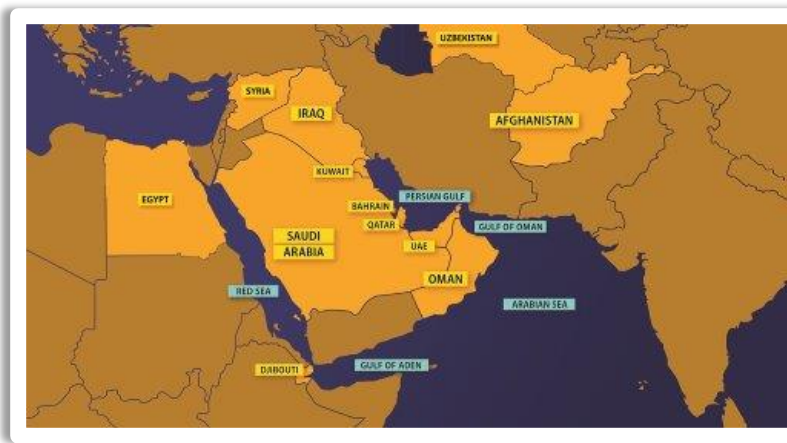 UZBEKISTAN
SYRIA
IRAQ
AFGHANISTAN
KUWAIT
EGYPT
PERSIAN GULF
BAHRAIN
QATAR
GULF OF OMAN
SAUDI
ARABIA
UAE
OMAN
RED SEA
ARABIAN SEA
DJIBOUTI
GULF OF ADEN